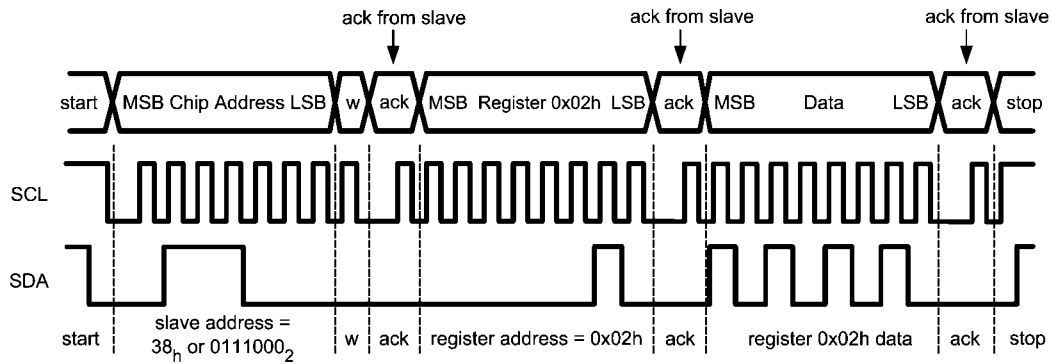 ack from slave ack from slave ack from slave
start MSB Chip Address LSB w ack MSB Register 0x02h LSB ack MSB Data LSB ack stop
SCL
SDA
start slave address = w ack register address = 0x02h ack register 0x02h data ack stop
38h or 01110002